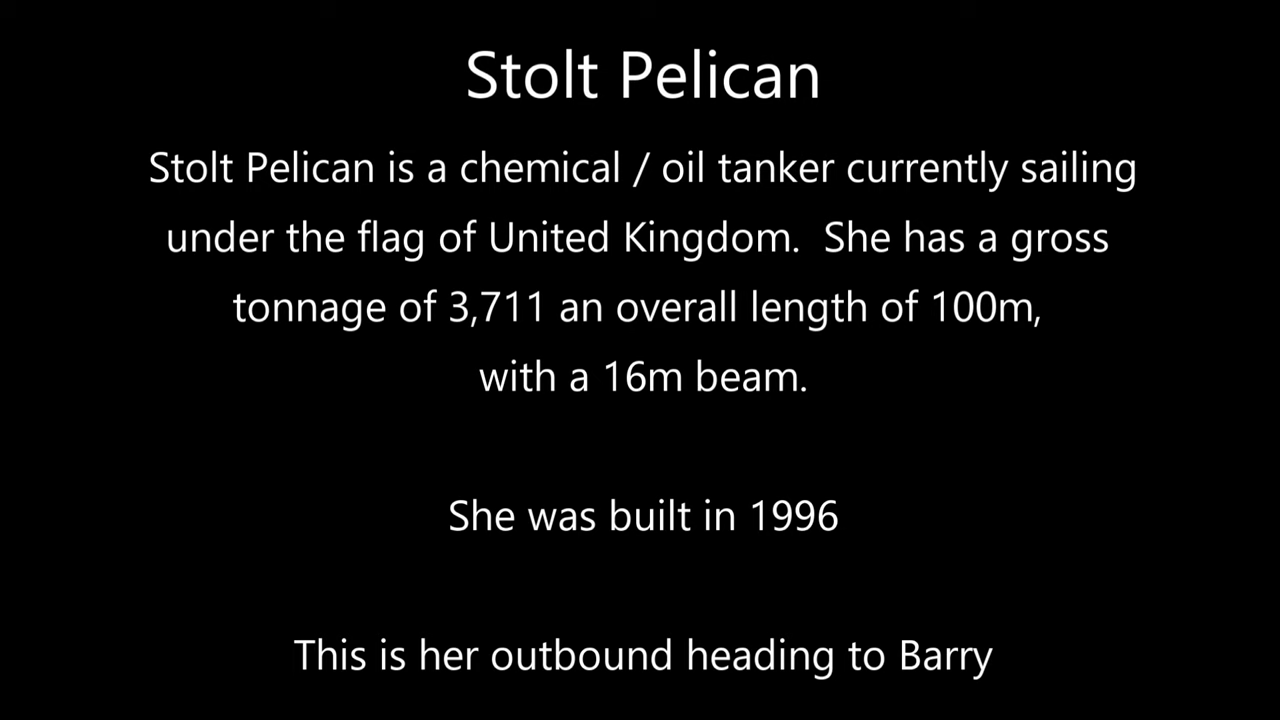 Stolt Pelican
Stolt Pelican is a chemical / oil tanker currently sailing
under the flag of United Kingdom.  She has a gross
tonnage of 3,711 an overall length of 100m,
with a 16m beam.
She was built in 1996
This is her outbound heading to Barry